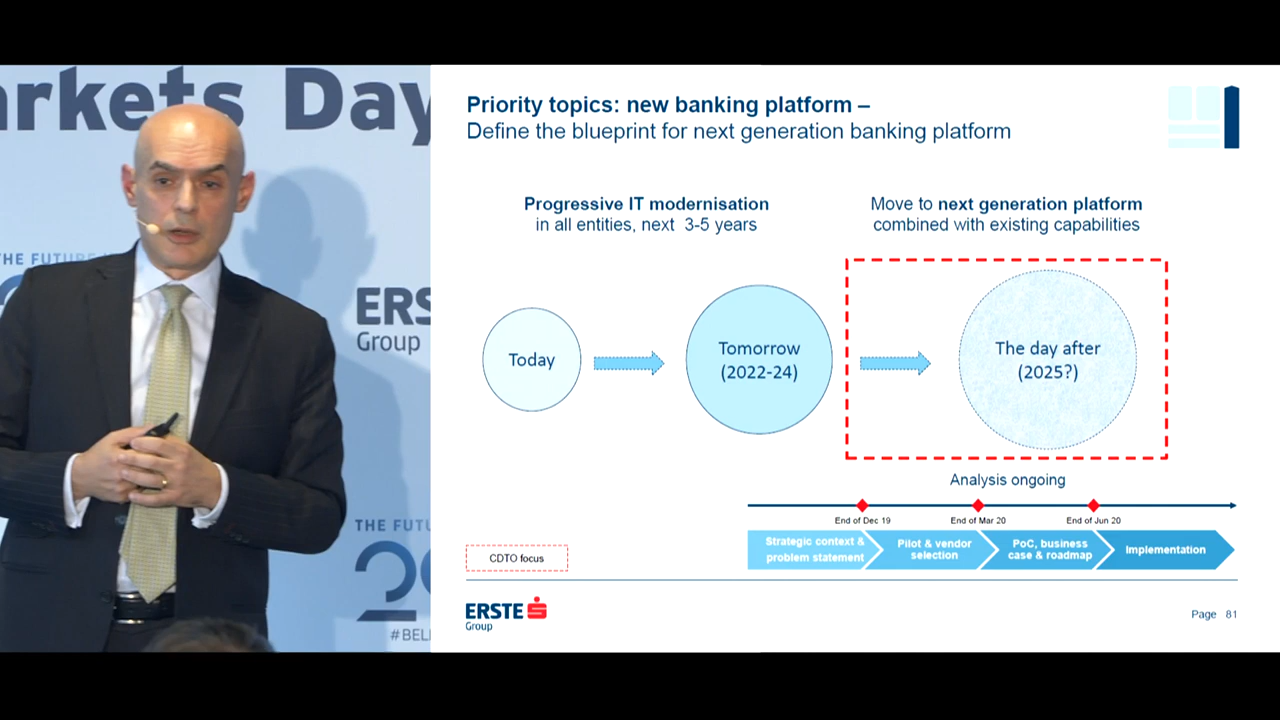 arkets Day
THE FUTURE
ERS
Group
THE FUTU
20
#BEL
Priority topics: new banking platform –
Define the blueprint for next generation banking platform
Progressive IT modernisation
in all entities, next 3-5 years
Move to next generation platform
combined with existing capabilities
Today
Tomorrow
(2022-24)
The day after
(2025?)
Analysis ongoing
End of Dec 19
End of Mar 20
End of Jun 20
Strategic context &
problem statement
Pilot & vendor
selection
PoC, business
case & roadmap
Implementation
CDTO focus
ERSTE
Group
Page 81